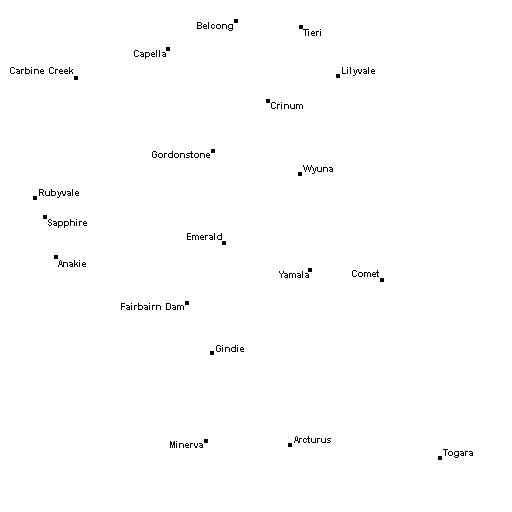 Belcong
Tieri
Capella
Carbine Creek
Lilyvale
Crinum
Gordonstone
Wyuna
Rubyvale
Sapphire
Emerald
Anakie
Yamala
Comet
Fairbairn Dam
Gindie
Minerva
Arcturus
Togara